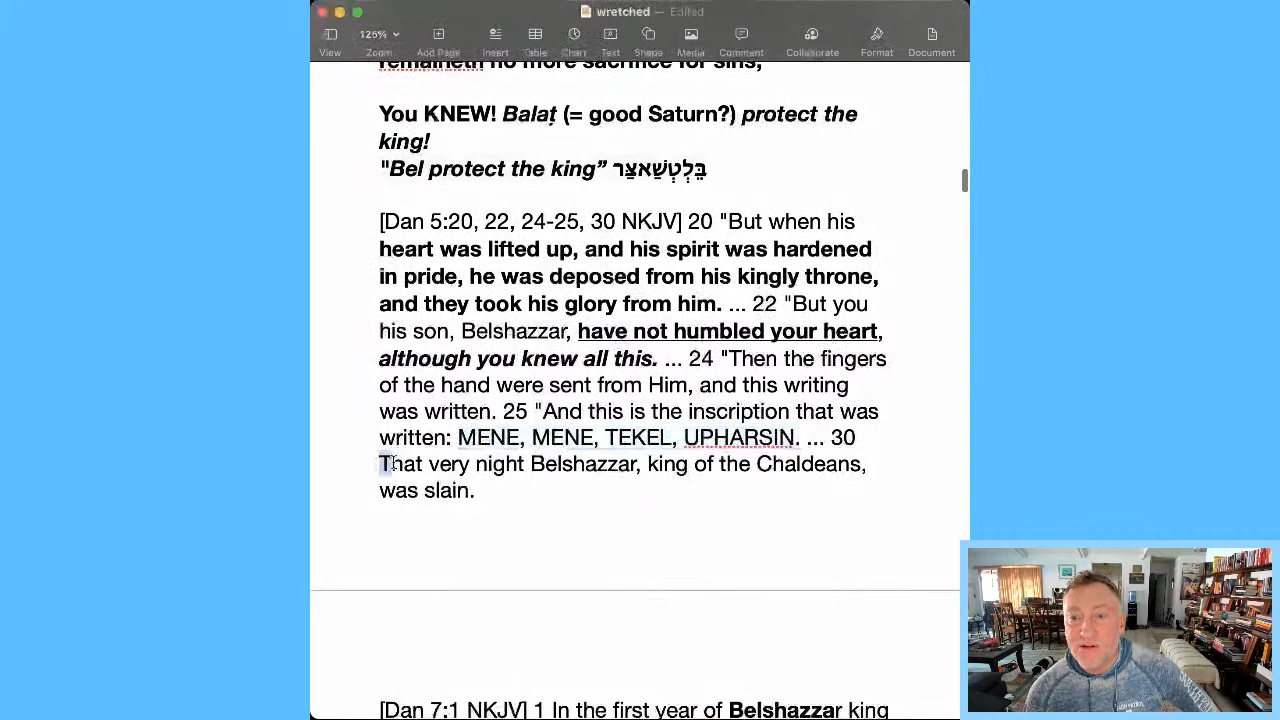 wretched — Edited
125%
View Zoom Add Page Insert Table Chart Text Shape Media Comment Collaborate Format Document
remaineth no more sacrifice for sins,
You KNEW! Balaṭ (= good Saturn?) protect the
king!
"Bel protect the king” בֵּלְטְשַׁאצַּר
[Dan 5:20, 22, 24-25, 30 NKJV] 20 "But when his
heart was lifted up, and his spirit was hardened
in pride, he was deposed from his kingly throne,
and they took his glory from him. ... 22 "But you
his son, Belshazzar, have not humbled your heart,
although you knew all this. ... 24 "Then the fingers
of the hand were sent from Him, and this writing
was written. 25 "And this is the inscription that was
written: MENE, MENE, TEKEL, UPHARSIN. ... 30
That very night Belshazzar, king of the Chaldeans,
was slain.
[Dan 7:1 NKJV] 1 In the first year of Belshazzar king